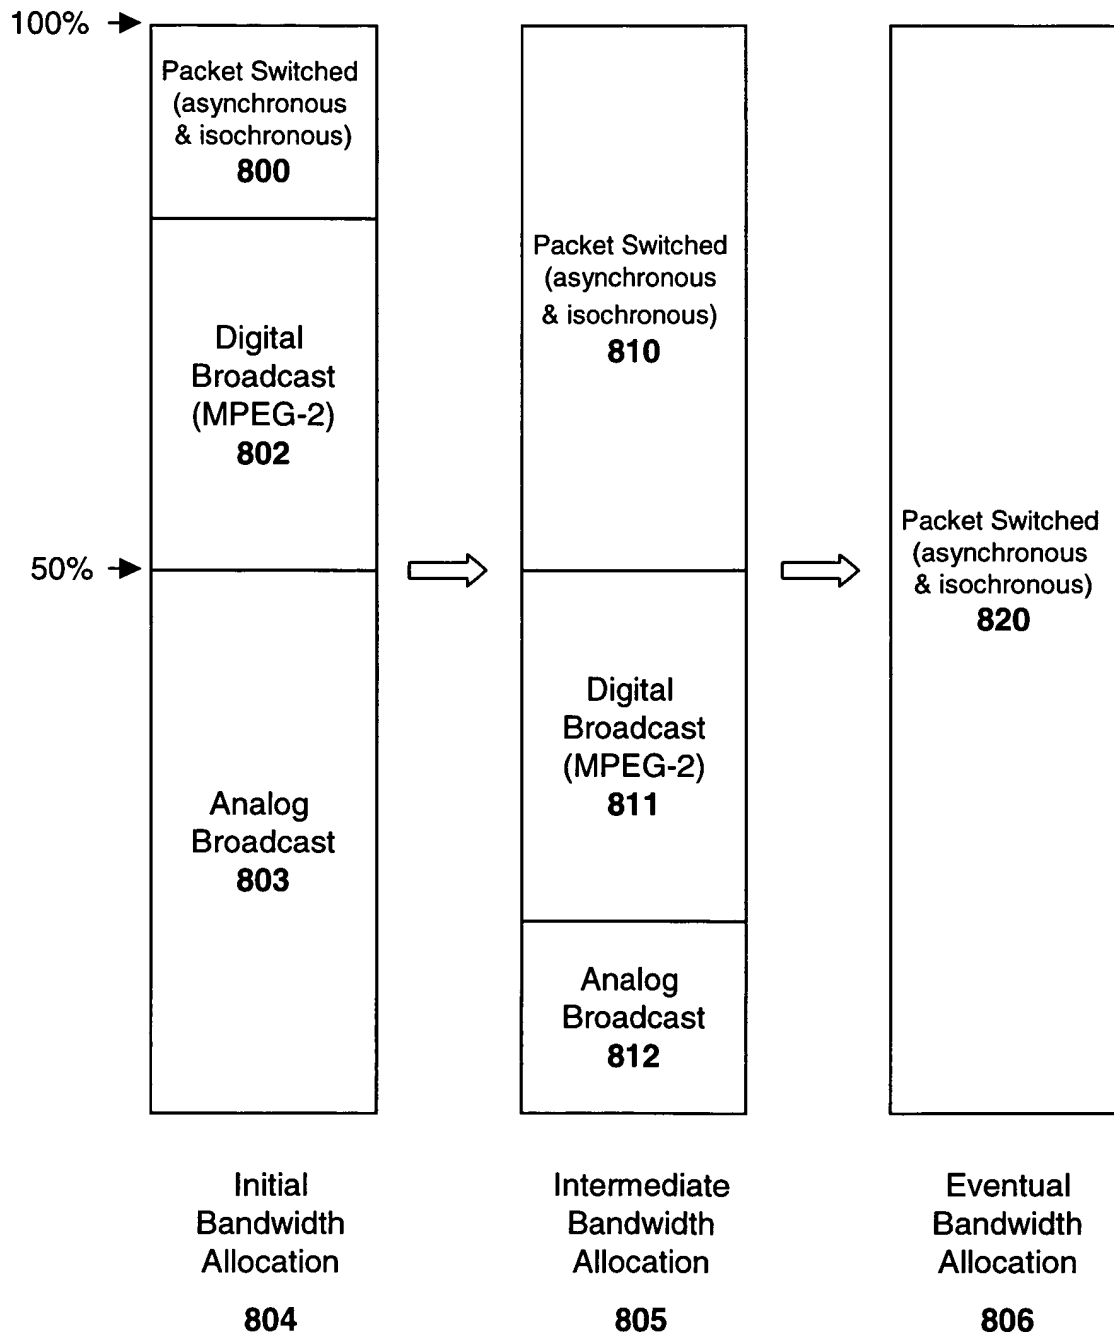 100%
Packet Switched
(asynchronous
& isochronous)
800
Digital
Broadcast
(MPEG-2)
802
50%
Analog
Broadcast
803
Initial
Bandwidth
Allocation
804
Packet Switched
(asynchronous
& isochronous)
810
Digital
Broadcast
(MPEG-2)
811
Analog
Broadcast
812
Intermediate
Bandwidth
Allocation
805
Packet Switched
(asynchronous
& isochronous)
820
Eventual
Bandwidth
Allocation
806